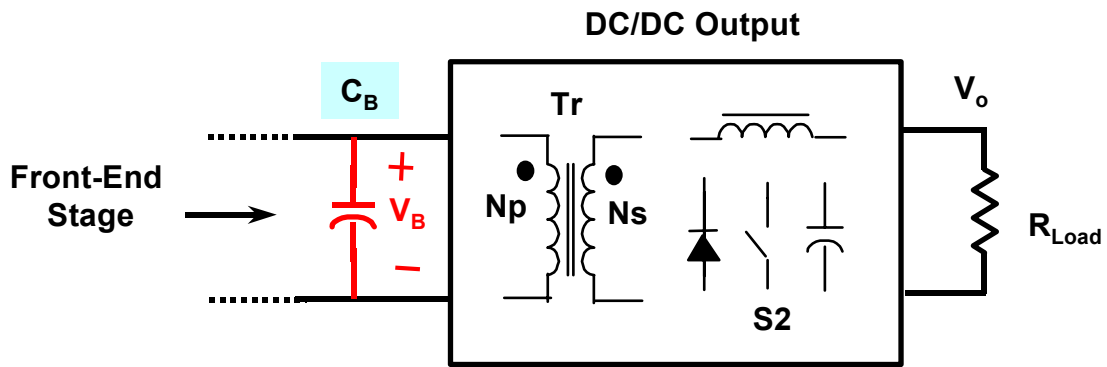 DC/DC Output
C_B
Tr
V_o
Front-End
Stage
+
V_B
−
Np
Ns
R_Load
S2